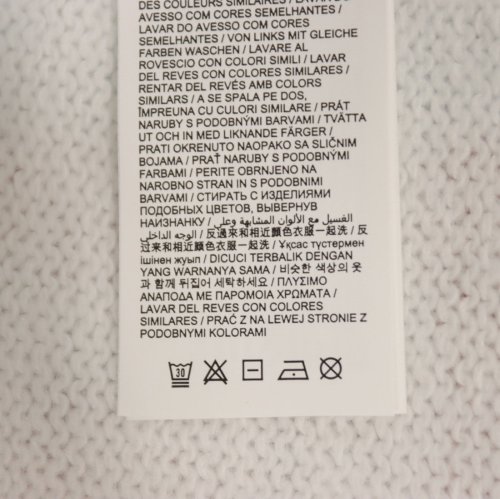 DES COULEURS SIMILAIRES / LAVAR DO
AVESSO COM CORES SEMELHANTES /
LAVAR DO AVESSO COM CORES
SEMELHANTES / VON LINKS MIT GLEICHE
FARBEN WASCHEN / LAVARE AL
ROVESCIO CON COLORI SIMILI / LAVAR
DEL REVES CON COLORES SIMILARES /
RENTAR DEL REVÉS AMB COLORS
SIMILARS / A SE SPALA PE DOS,
ÎMPREUNA CU CULORI SIMILARE / PRÁT
NARUBY S PODOBNÝMI BARVAMI / TVÄTTA
UT OCH IN MED LIKNANDE FÄRGER /
PRATI OKRENUTO NAOPAKO SA SLIČNIM
BOJAMA / PRAŤ NARUBY S PODOBNÝMI
FARBAMI / PERITE OBRNJENO NA
NAROBNO STRAN IN S PODOBNIMI
BARVAMI / СТИРАТЬ С ИЗДЕЛИЯМИ
ПОДОБНЫХ ЦВЕТОВ, ВЫВЕРНУВ
НАИЗНАНКУ / الغسيل مع الألوان المشابهة وعلى
الوجه الداخلي / 反過來和相近顏色衣服一起洗 / 反
过来和相近颜色衣服一起洗 / Ұқсас түстермен
ішінен жуып / DICUCI TERBALIK DENGAN
YANG WARNANYA SAMA / 비슷한 색상의 옷
과 함께 뒤집어 세탁하세요 / ΠΛΥΣΙΜΟ
ΑΝΑΠΟΔΑ ΜΕ ΠΑΡΟΜΟΙΑ ΧΡΩΜΑΤΑ /
LAVAR DEL REVES CON COLORES
SIMILARES / PRAĆ Z NA LEWEJ STRONIE Z
PODOBNYMI KOLORAMI
30